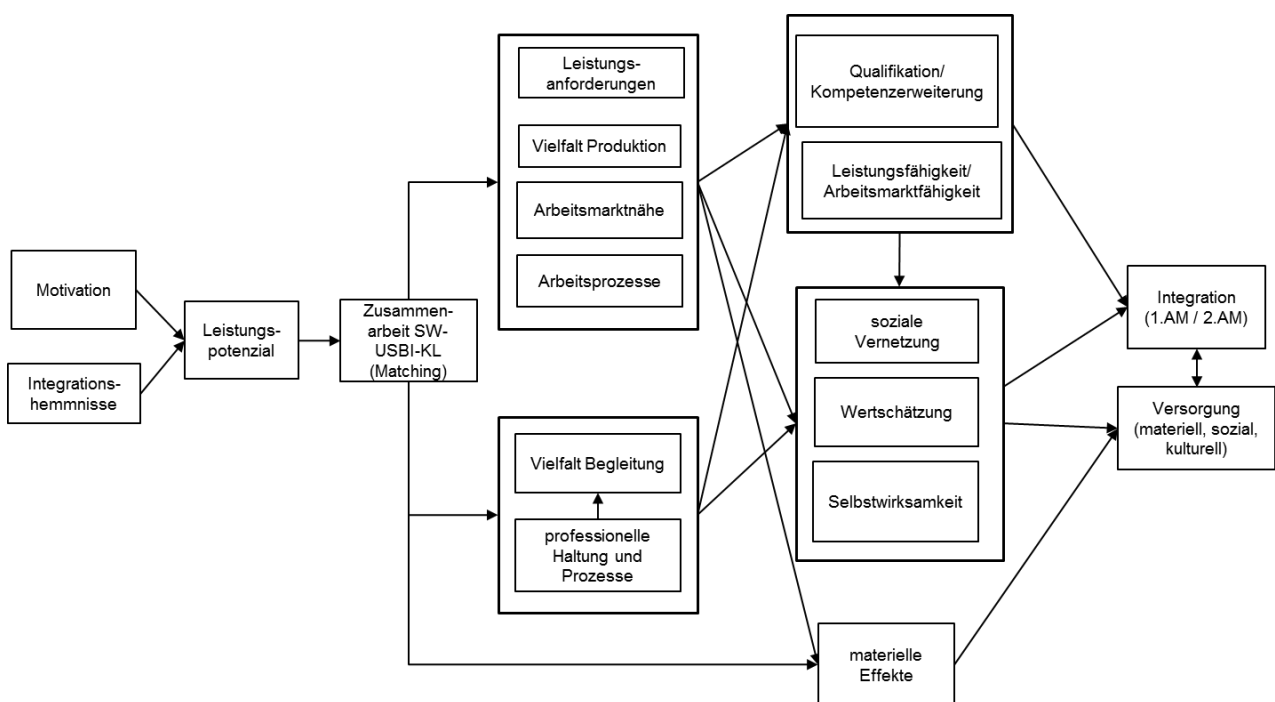 Motivation
Integrations-
hemmnisse
Leistungs-
potenzial
Zusammen-
arbeit SW-
USBI-KL
(Matching)
Leistungs-
anforderungen
Vielfalt Produktion
Arbeitsmarktnähe
Arbeitsprozesse
Vielfalt Begleitung
professionelle
Haltung und
Prozesse
Qualifikation/
Kompetenzerweiterung
Leistungsfähigkeit/
Arbeitsmarktfähigkeit
soziale
Vernetzung
Wertschätzung
Selbstwirksamkeit
materielle
Effekte
Integration
(1.AM / 2.AM)
Versorgung
(materiell, sozial,
kulturell)